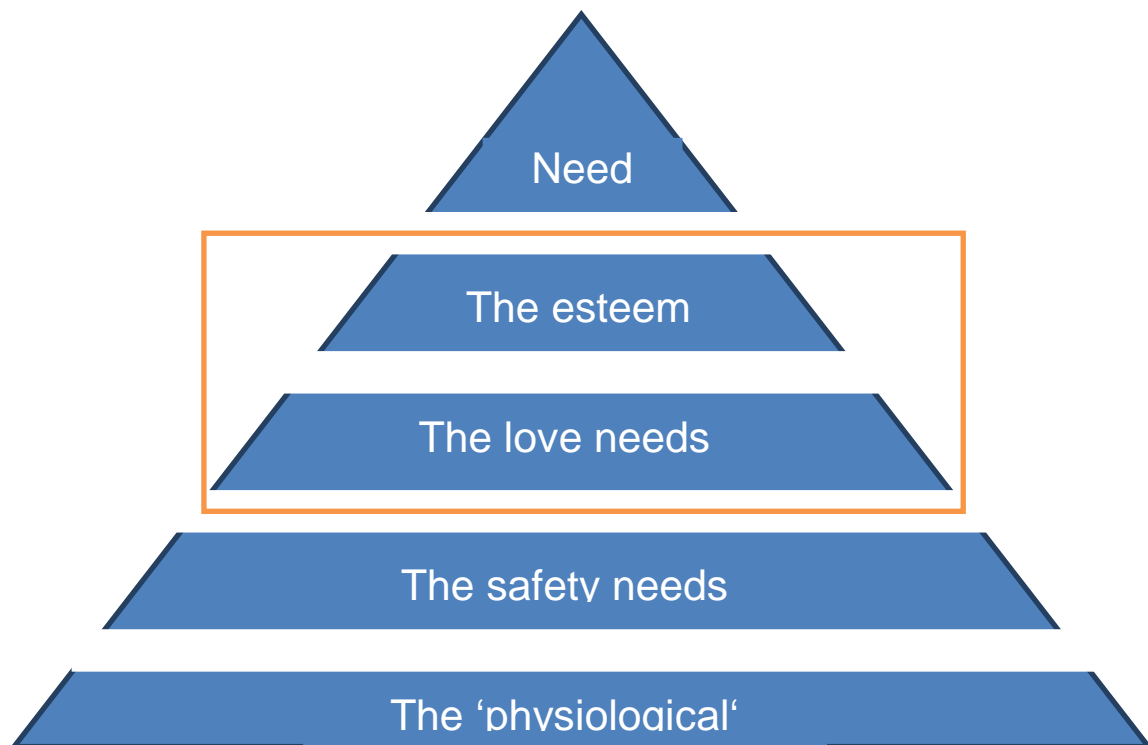 Need
The esteem
The love needs
The safety needs
The ‘physiological‘